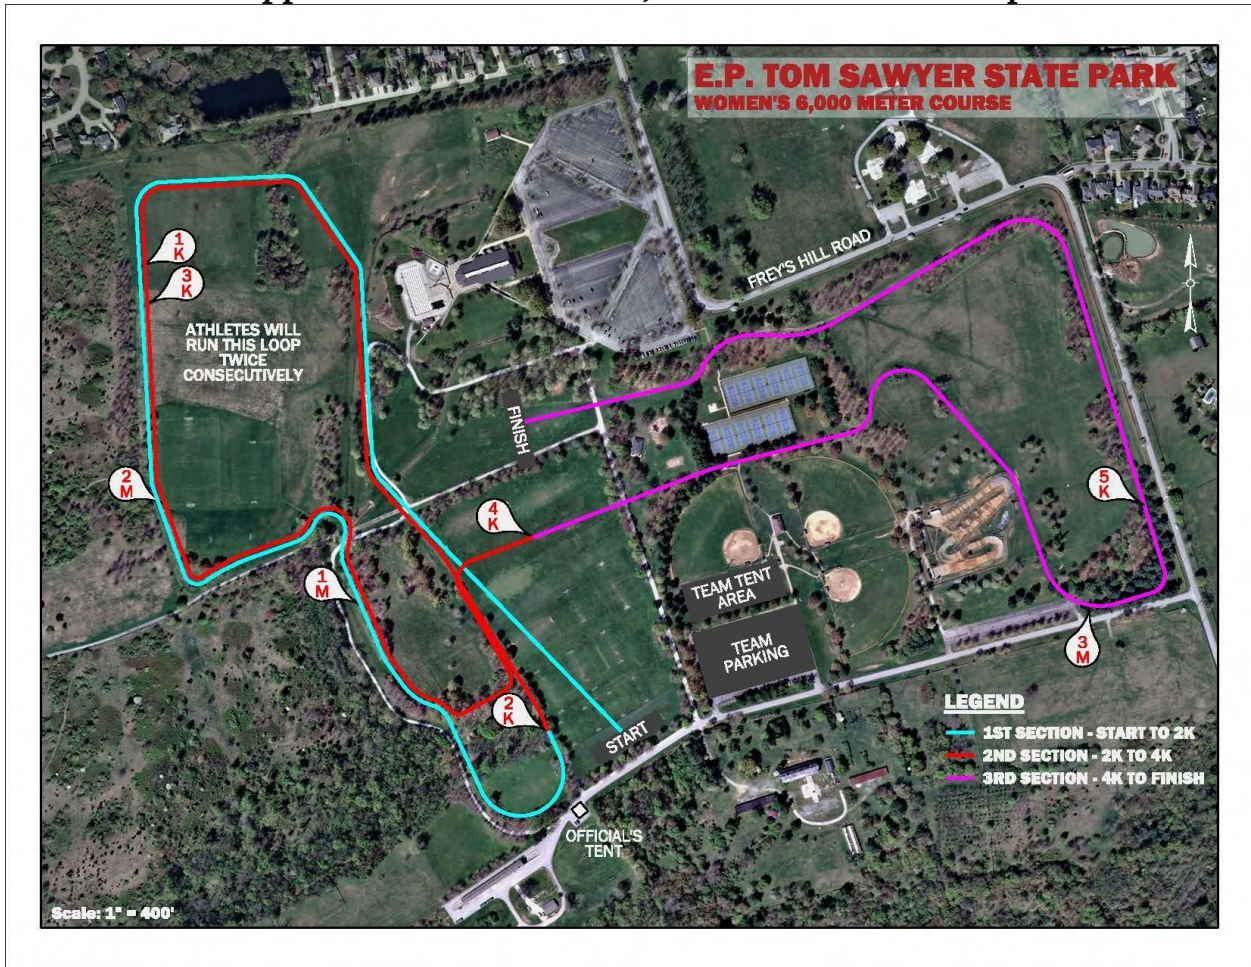 E.P. TOM SAWYER STATE PARK
WOMEN'S 6,000 METER COURSE
FREY'S HILL ROAD
1
K
3
K
ATHLETES WILL
RUN THIS LOOP
TWICE
CONSECUTIVELY
FINISH
2
M
4
K
5
K
1
M
TEAM TENT
AREA
TEAM
PARKING
3
M
2
K
START
LEGEND
1ST SECTION - START TO 2K
2ND SECTION - 2K TO 4K
3RD SECTION - 4K TO FINISH
OFFICIAL'S
TENT
Scale: 1" = 400'